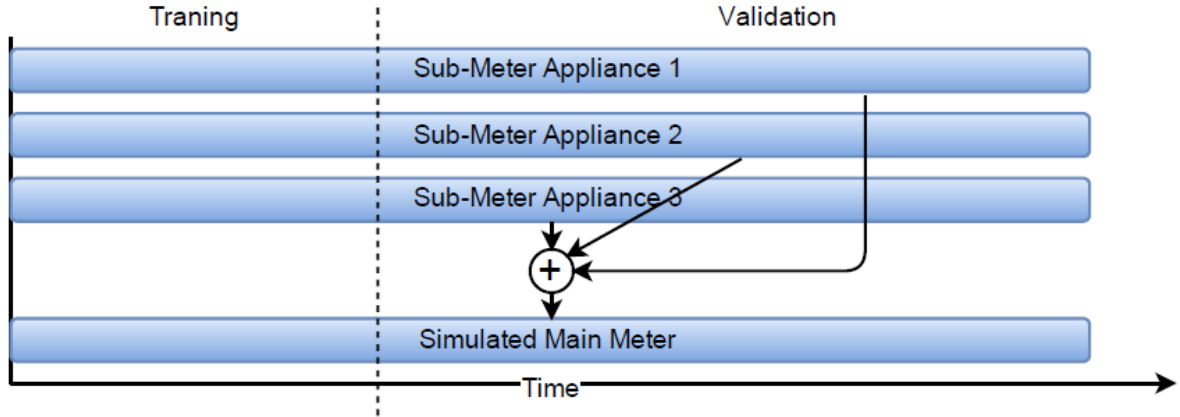 Traning
Validation
Sub-Meter Appliance 1
Sub-Meter Appliance 2
Sub-Meter Appliance 3
+
Simulated Main Meter
Time